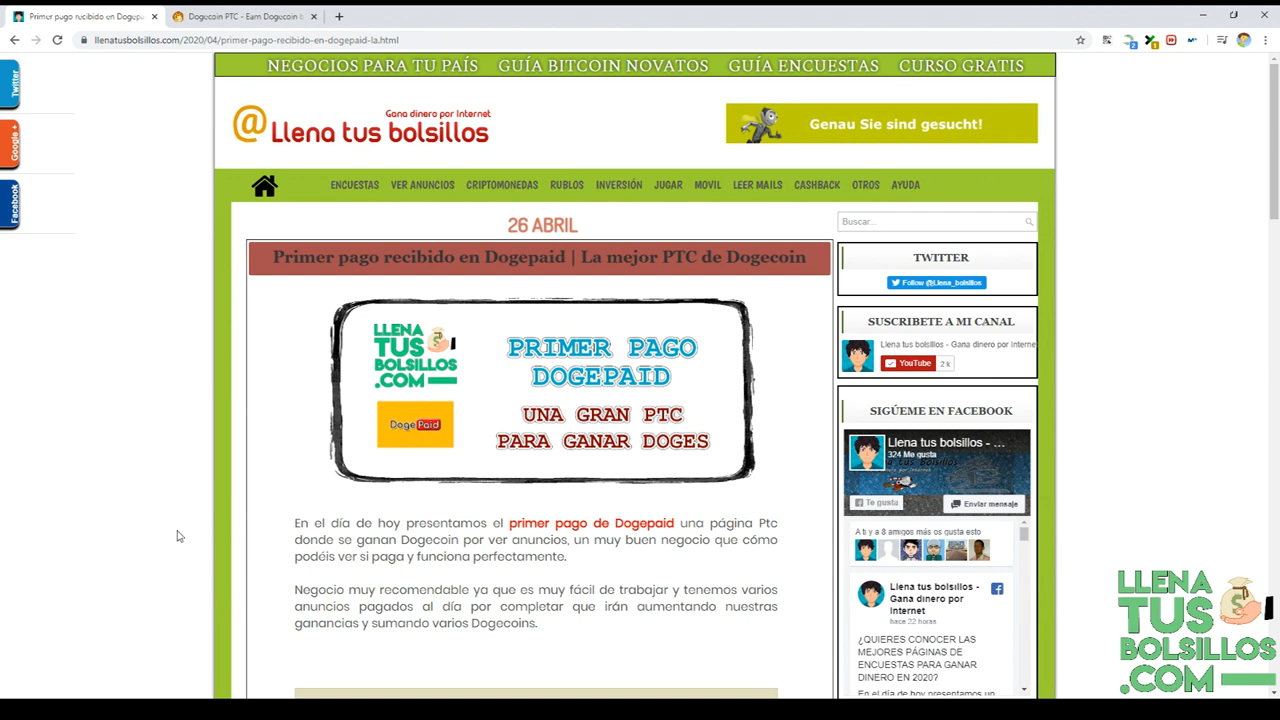 Primer pago recibido en Dogepa
Dogecoin PTC - Earn Dogecoin b
llenatusbolsillos.com/2020/04/primer-pago-recibido-en-dogepaid-la.html
Twitter
Google +
Facebook
NEGOCIOS PARA TU PAÍS GUÍA BITCOIN NOVATOS GUÍA ENCUESTAS CURSO GRATIS
Gana dinero por Internet
@Llena tus bolsillos
Genau Sie sind gesucht!
ENCUESTAS VER ANUNCIOS CRIPTOMONEDAS RUBLOS INVERSIÓN JUGAR MOVIL LEER MAILS CASHBACK OTROS AYUDA
26 ABRIL
Primer pago recibido en Dogepaid | La mejor PTC de Dogecoin
LLENA
TUS
BOLSILLOS
.COM
DogePaid
PRIMER PAGO
DOGEPAID
UNA GRAN PTC
PARA GANAR DOGES
En el día de hoy presentamos el primer pago de Dogepaid una página Ptc
donde se ganan Dogecoin por ver anuncios, un muy buen negocio que cómo
podéis ver si paga y funciona perfectamente.
Negocio muy recomendable ya que es muy fácil de trabajar y tenemos varios
anuncios pagados al día por completar que irán aumentando nuestras
ganancias y sumando varios Dogecoins.
Buscar...
TWITTER
Follow @Llena_bolsillos
SUSCRIBETE A MI CANAL
Llena tus bolsillos - Gana dinero por Interne
YouTube 2 k
SIGÚEME EN FACEBOOK
Llena tus bolsillos - ...
324 Me gusta
Te gusta
Enviar mensaje
A ti y a 8 amigos más os gusta esto
Llena tus bolsillos -
Gana dinero por
Internet
hace 22 horas
¿QUIERES CONOCER LAS
MEJORES PÁGINAS DE
ENCUESTAS PARA GANAR
DINERO EN 2020?
En el día de hoy presentamos un
LLENA
TUS
BOLSILLOS
.COM